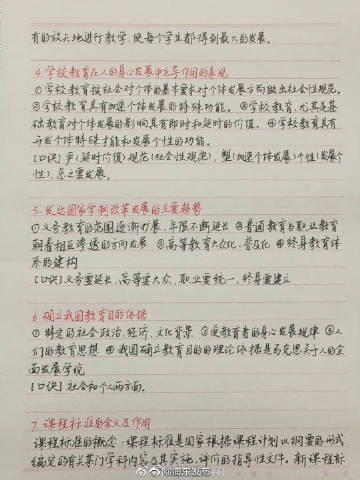 有的放矢地进行教学,使每个学生都得到最大的发展。
4.学校教育在人的身心发展中主导作用的表现
①学校教育按社会对个体的基本要求对个体发展方向做出社会性规范。
②学校教育具有加速个体发展的特殊功能。③学校教育,尤其是基
础教育对个体发展的影响具有即时和延时的价值。④学校教育具有
开发个体特殊才能和发展个性的功能。
[口诀](延时价值)规范(社会性规范),(加速个体发展)个性(发展个
性),总之要发展。
5.发达国家学制改革发展的主要趋势
①义务教育的范围逐渐扩展,年限不断延长 ②普通教育与职业教育
朝着相互渗透的方向发展 ③高等教育大众化、普及化 ④终身教育体
系的建构
[口诀]义务要延长,高等要大众,职业要统一,终身要建立
6.确立我国教育目的依据
①特定的社会政治、经济、文化背景 ②受教育者的身心发展规律 ③人
们的教育思想 ④我国确立教育目的的理论依据是马克思关于人的全
面发展学说
[口诀]社会和个人两方面。
7.课程标准的含义及作用
课程标准的概念:课程标准是国家根据课程计划以纲要的形式
编定的有关某门学科内容及其实施、评价的指导性文件。新课标
@浦东发布